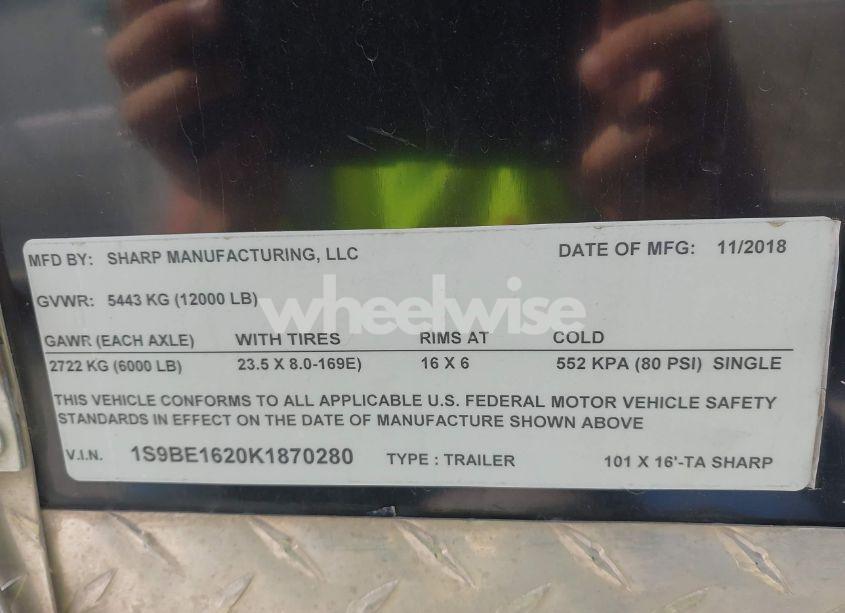 MFD BY: SHARP MANUFACTURING, LLC DATE OF MFG: 11/2018
GVWR: 5443 KG (12000 LB)
wheelwise
GAWR (EACH AXLE) WITH TIRES RIMS AT COLD
2722 KG (6000 LB) 23.5 X 8.0-169E) 16 X 6 552 KPA (80 PSI) SINGLE
THIS VEHICLE CONFORMS TO ALL APPLICABLE U.S. FEDERAL MOTOR VEHICLE SAFETY
STANDARDS IN EFFECT ON THE DATE OF MANUFACTURE SHOWN ABOVE
V.I.N. 1S9BE1620K1870280 TYPE : TRAILER 101 X 16'-TA SHARP